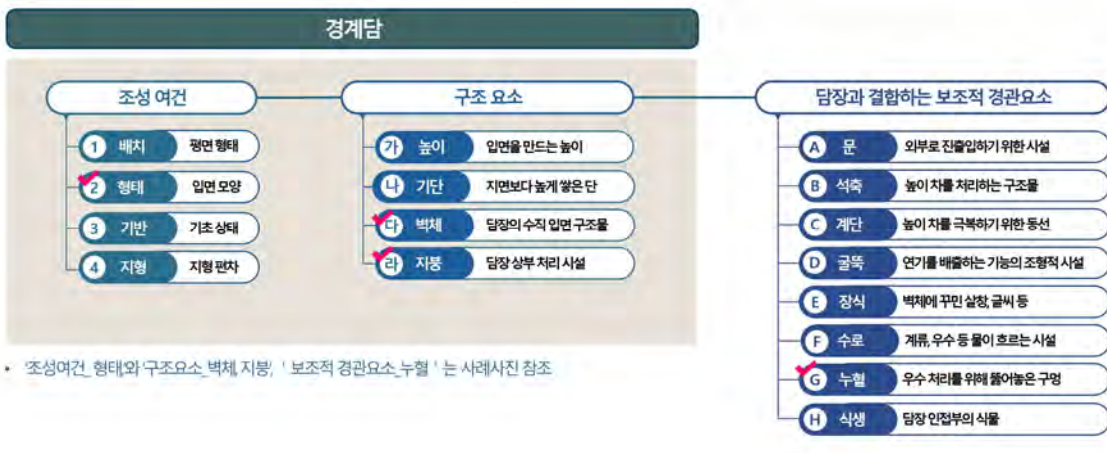 경계담
조성 여건
1 배치 평면 형태
2 형태 입면 모양
3 기반 기초 상태
4 지형 지형 편차
구조 요소
가 높이 입면을 만드는 높이
나 기단 지면보다 높게 쌓은 단
다 벽체 담장의 수직 입면 구조물
라 지붕 담장 상부 처리 시설
담장과 결합하는 보조적 경관요소
A 문 외부로 진출입하기 위한 시설
B 석축 높이 차를 처리하는 구조물
C 계단 높이 차를 극복하기 위한 동선
D 굴뚝 연기를 배출하는 기능의 조형적 시설
E 장식 벽체에 꾸민 살창, 글씨 등
F 수로 계류, 우수 등 물이 흐르는 시설
G 누혈 우수 처리를 위해 뚫어놓은 구멍
H 식생 담장 인접부의 식물
• '조성여건_형태'와 '구조요소_벽체, 지붕', ' 보조적 경관요소_누혈 ' 는 사례사진 참조